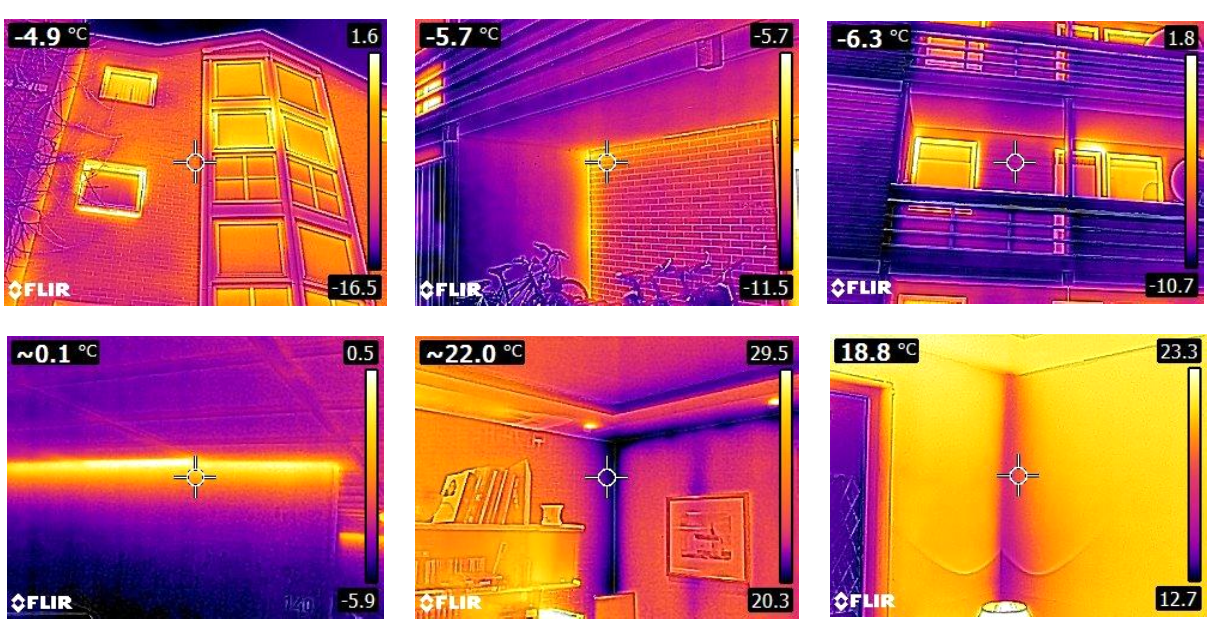 -4.9 °C
1.6
-16.5
FLIR
-5.7 °C
-5.7
-11.5
FLIR
-6.3 °C
1.8
-10.7
FLIR
~0.1 °C
0.5
-5.9
FLIR
~22.0 °C
29.5
20.3
FLIR
18.8 °C
23.3
12.7
FLIR